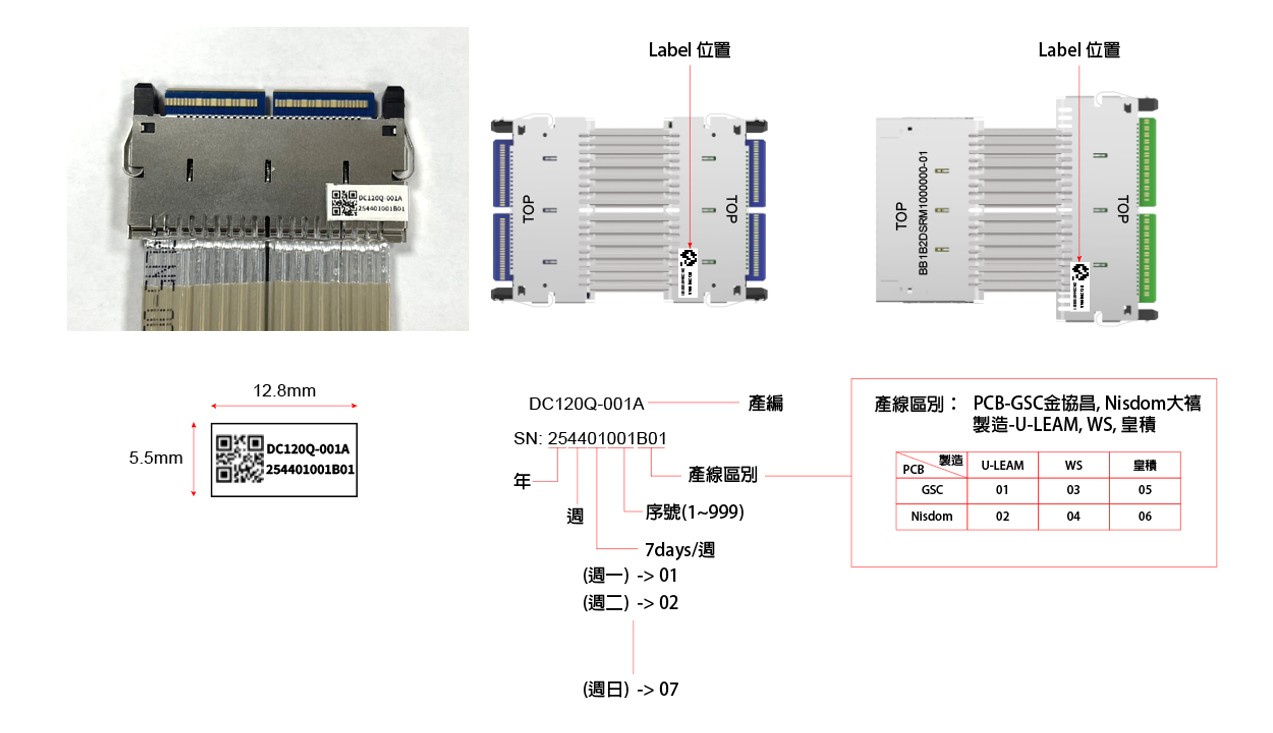 Label 位置
Label 位置
DC120Q-001A
254401001B01
TOP
TOP
TOP
BB1B2DSRM1000000-01
TOP
12.8mm
5.5mm
DC120Q-001A
254401001B01
DC120Q-001A
產編
SN: 254401001B01
年
週
產線區別
序號(1~999)
7days/週
(週一) -> 01
(週二) -> 02
(週日) -> 07
產線區別： PCB-GSC金協昌, Nisdom大禧
製造-U-LEAM, WS, 皇積
PCB 製造 U-LEAM WS 皇積
GSC 01 03 05
Nisdom 02 04 06